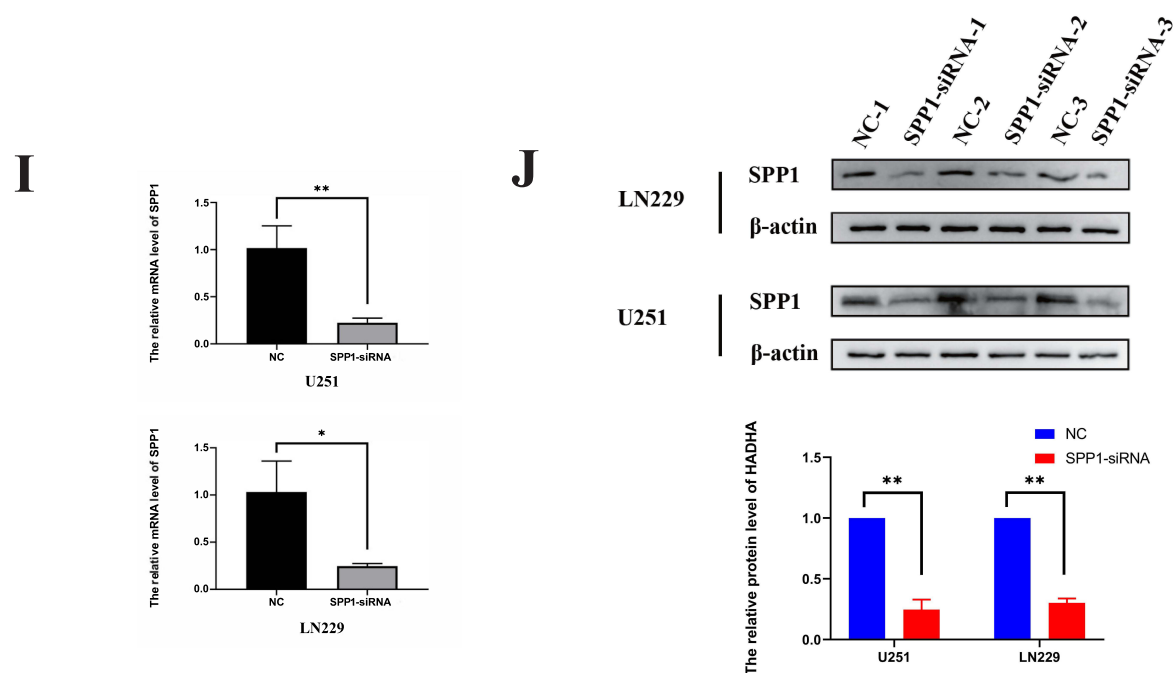 I
The relative mRNA level of SPP1
1.5
1.0
0.5
0.0
**
NC
SPP1-siRNA
U251
The relative mRNA level of SPP1
1.5
1.0
0.5
0.0
*
NC
SPP1-siRNA
LN229
J
NC-1
SPP1-siRNA-1
NC-2
SPP1-siRNA-2
NC-3
SPP1-siRNA-3
LN229
SPP1
β-actin
U251
SPP1
β-actin
NC
SPP1-siRNA
The relative protein level of HADHA
1.5
1.0
0.5
0.0
**
**
U251
LN229